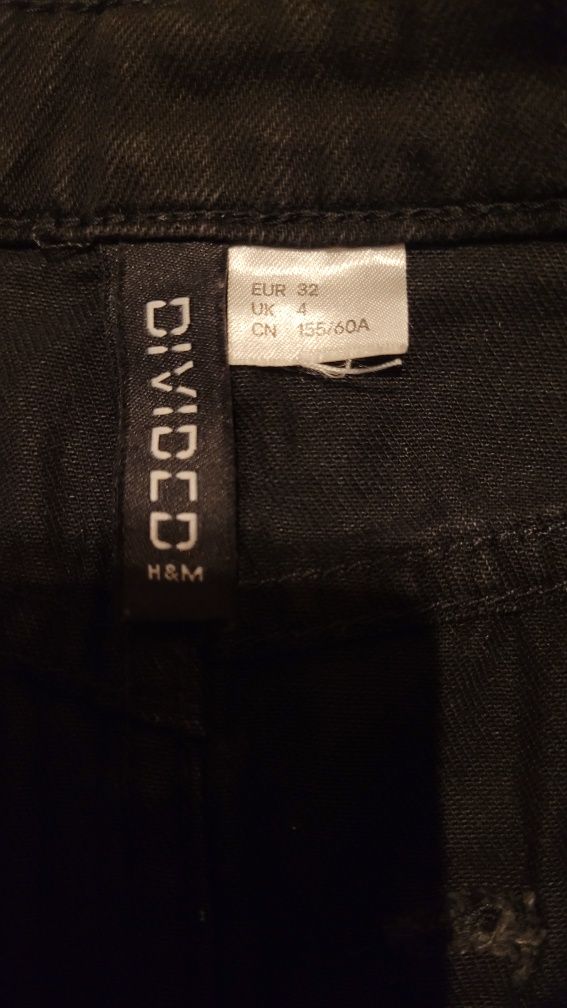 DIVIDED
H&M
EUR 32
UK 4
CN 155/60A